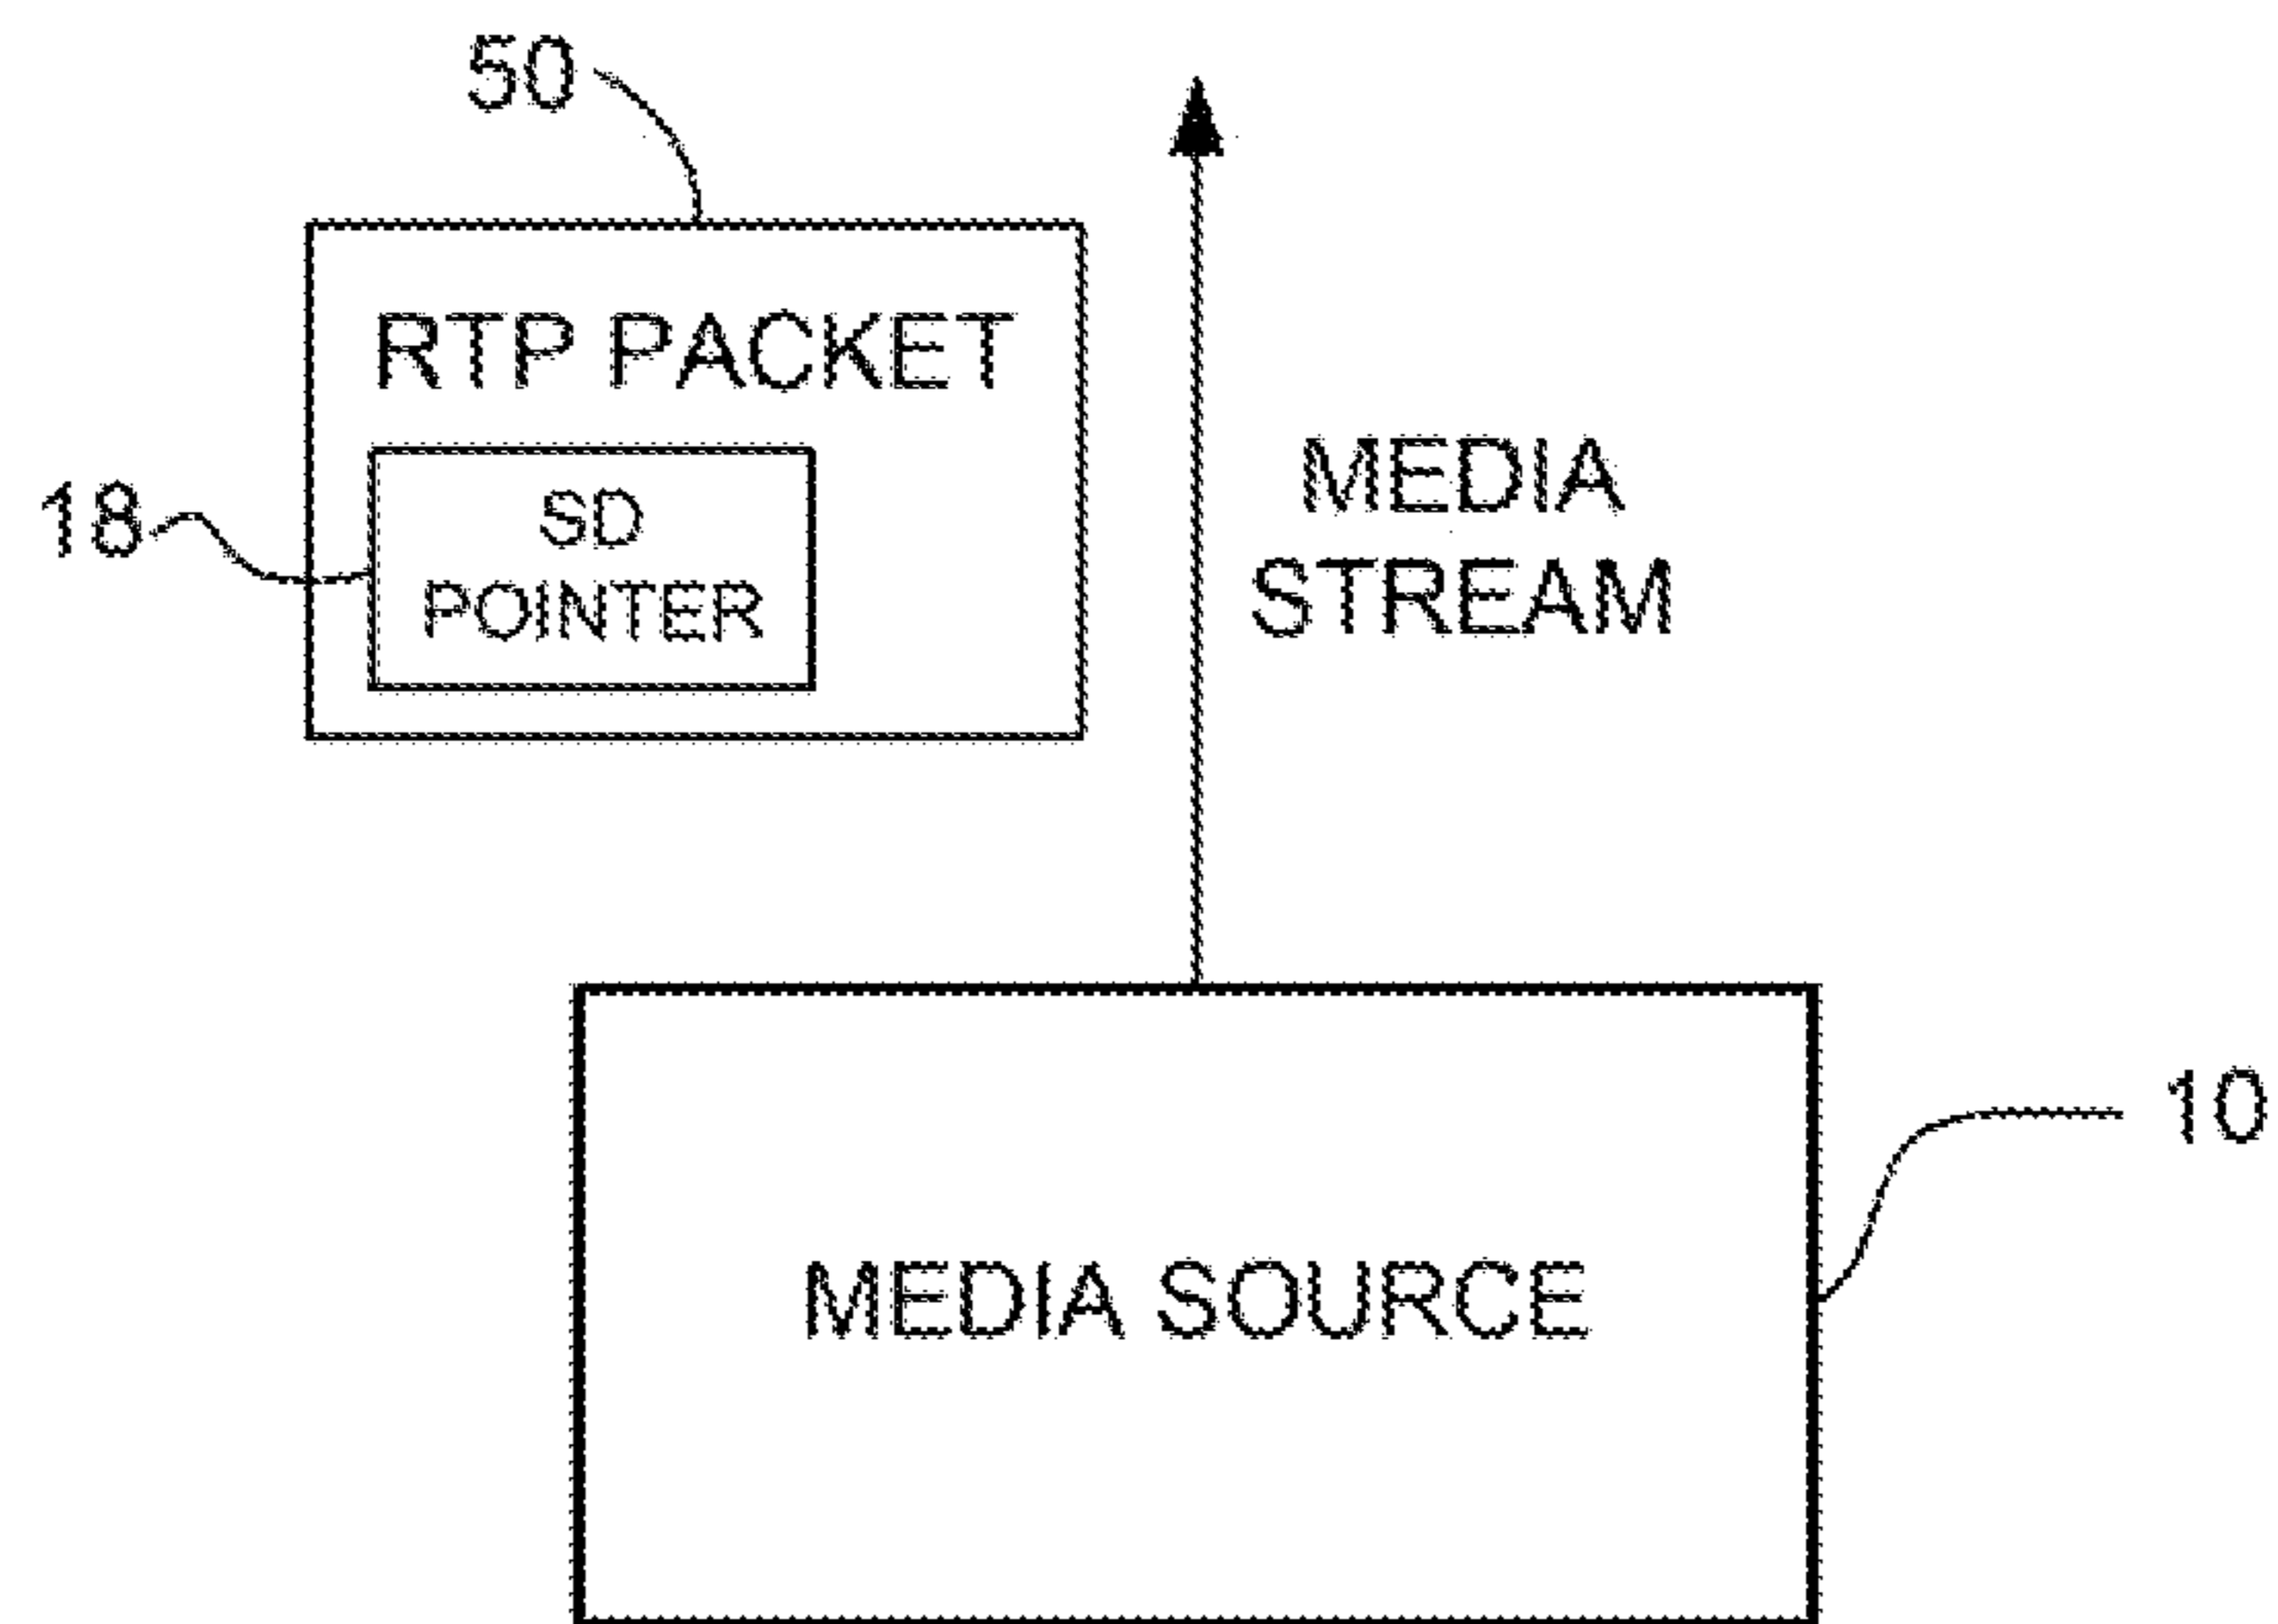 50
RTP PACKET
18
SD
POINTER
MEDIA
STREAM
10
MEDIA SOURCE